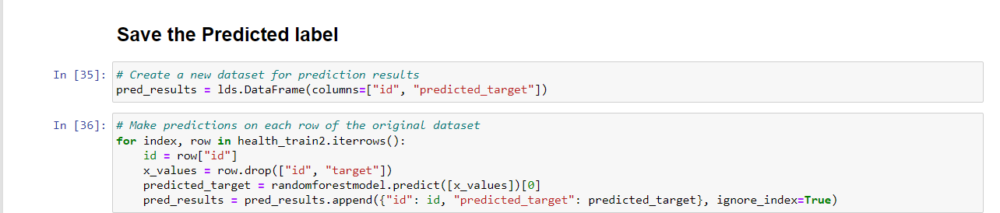 Save the Predicted label
In [35]: # Create a new dataset for prediction results
pred_results = lds.DataFrame(columns=["id", "predicted_target"])
In [36]: # Make predictions on each row of the original dataset
for index, row in health_train2.iterrows():
    id = row["id"]
    x_values = row.drop(["id", "target"])
    predicted_target = randomforestmodel.predict([x_values])[0]
    pred_results = pred_results.append({"id": id, "predicted_target": predicted_target}, ignore_index=True)